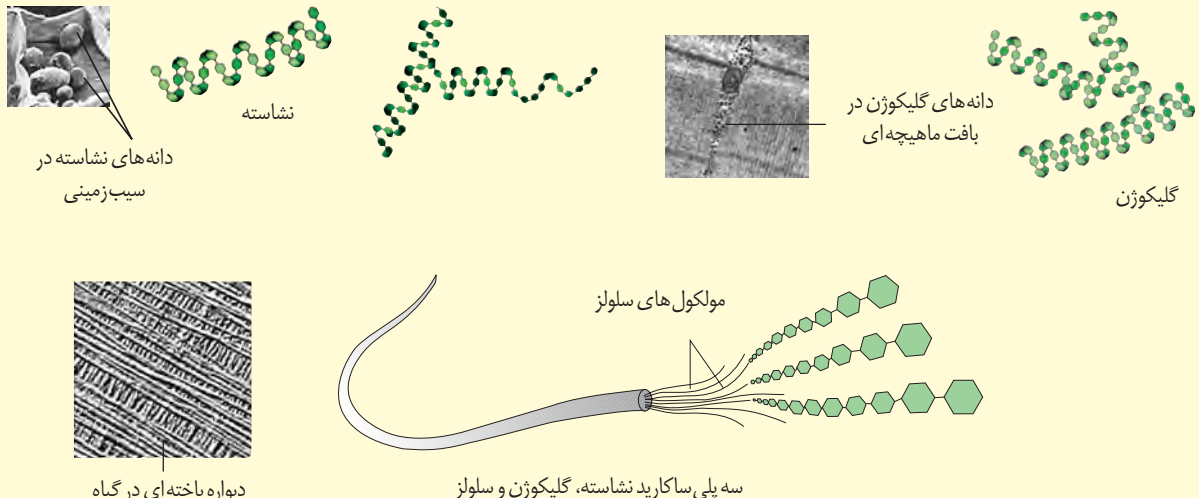 نشاسته
دانه‌های نشاسته در
سیب‌زمینی
دانه‌های گلیکوژن در
بافت ماهیچه‌ای
گلیکوژن
مولکول‌های سلولز
دیواره یاخته‌ای در گیاه
سه پلی‌ساکارید نشاسته، گلیکوژن و سلولز